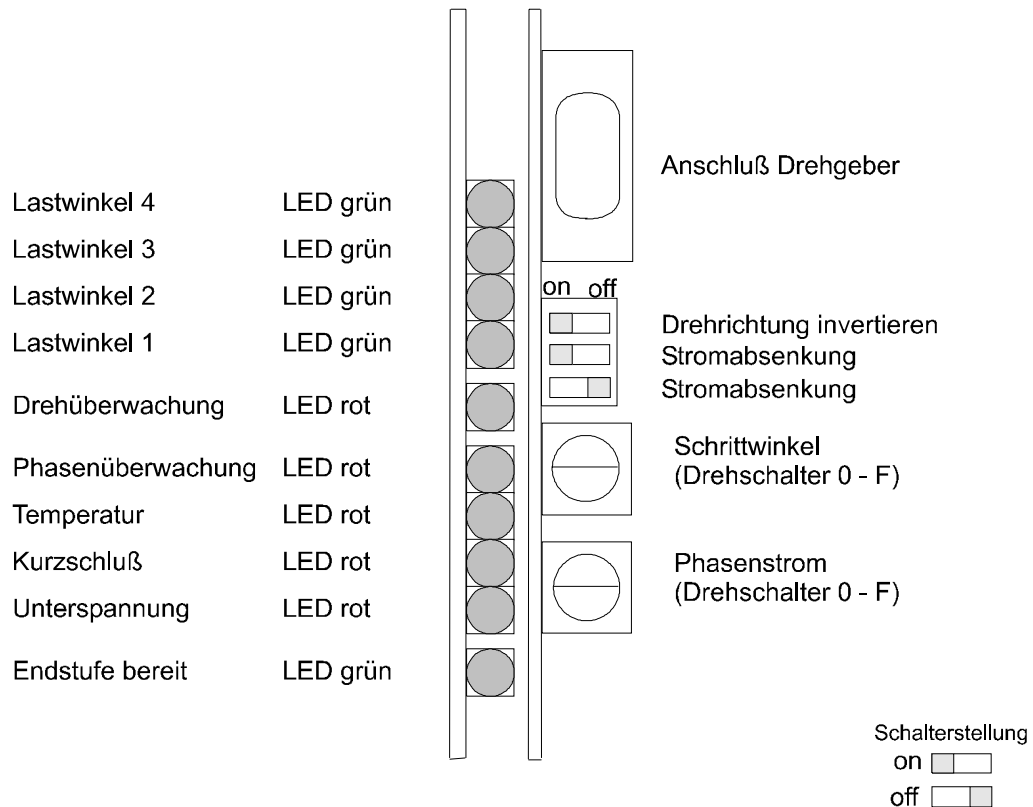 Anschluß Drehgeber
Lastwinkel 4 LED grün
Lastwinkel 3 LED grün
Lastwinkel 2 LED grün
Lastwinkel 1 LED grün
Drehüberwachung LED rot
Phasenüberwachung LED rot
Temperatur LED rot
Kurzschluß LED rot
Unterspannung LED rot
Endstufe bereit LED grün
on off
Drehrichtung invertieren
Stromabsenkung
Stromabsenkung
Schrittwinkel
(Drehschalter 0 - F)
Phasenstrom
(Drehschalter 0 - F)
Schalterstellung
on
off